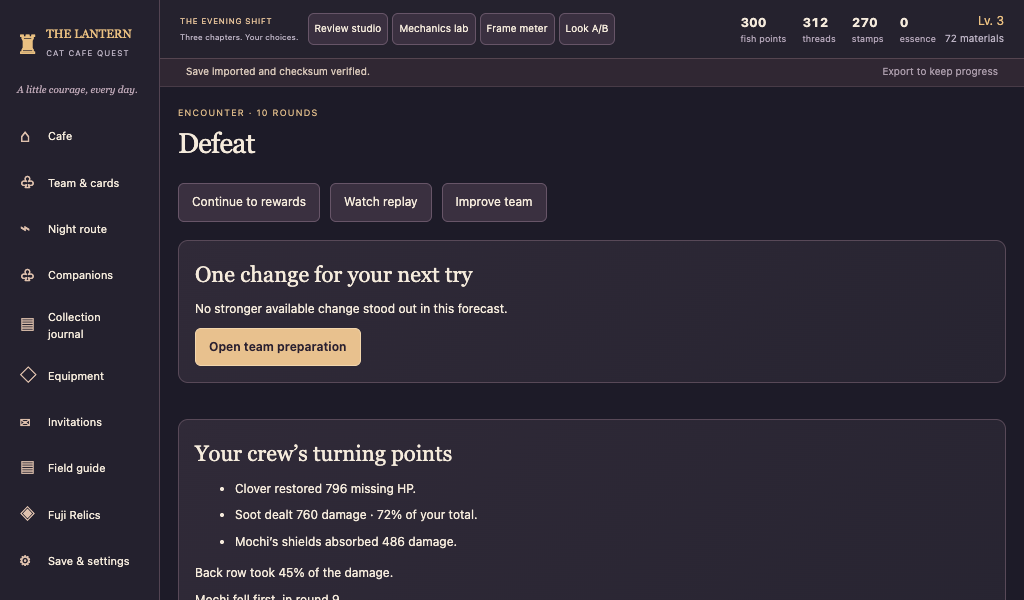 THE LANTERN
CAT CAFE QUEST
A little courage, every day.
Cafe
Team & cards
Night route
Companions
Collection
journal
Equipment
Invitations
Field guide
Fuji Relics
Save & settings
THE EVENING SHIFT
Three chapters. Your choices.
Review studio
Mechanics lab
Frame meter
Look A/B
300
fish points
312
threads
270
stamps
0
essence
Lv. 3
72 materials
Save imported and checksum verified.
Export to keep progress
ENCOUNTER · 10 ROUNDS
Defeat
Continue to rewards
Watch replay
Improve team
One change for your next try
No stronger available change stood out in this forecast.
Open team preparation
Your crew’s turning points
• Clover restored 796 missing HP.
• Soot dealt 760 damage · 72% of your total.
• Mochi’s shields absorbed 486 damage.
Back row took 45% of the damage.
Mochi fell first, in round 9.